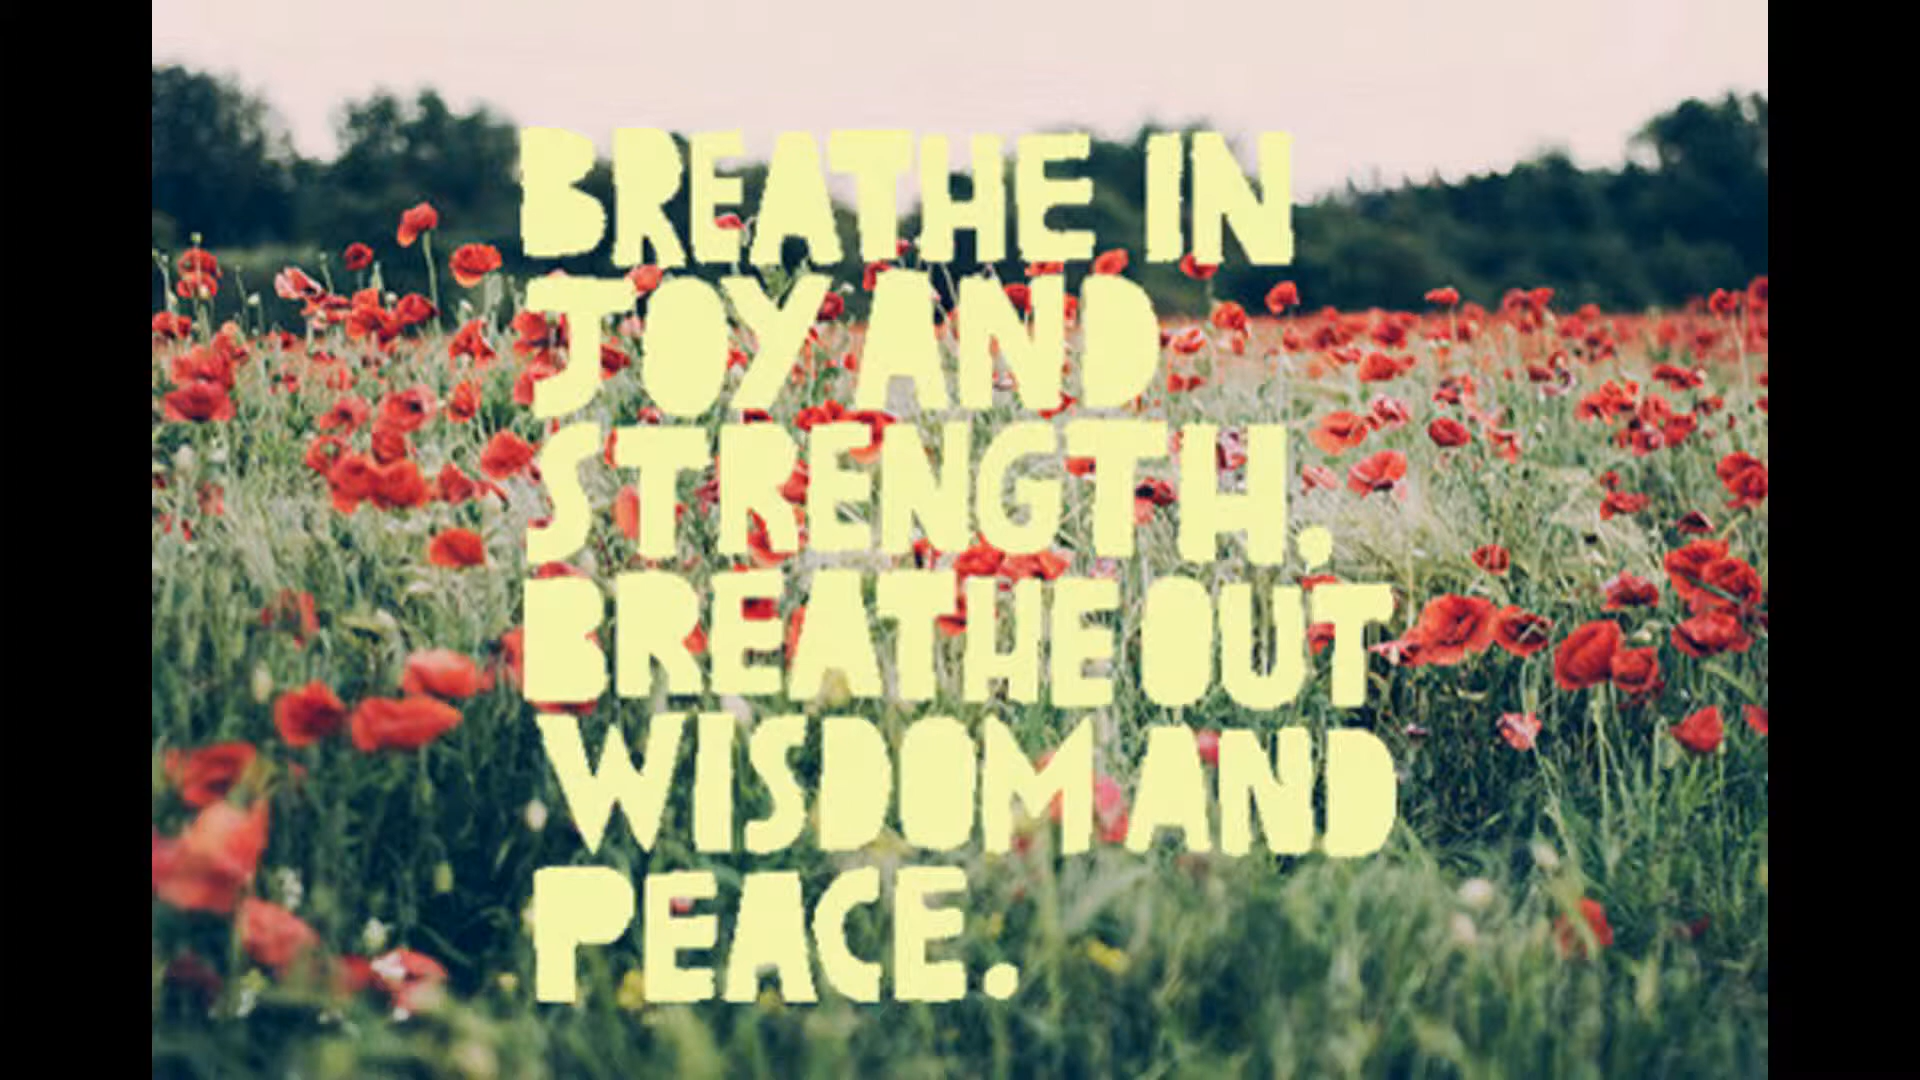 BREATHE IN
JOY AND
STRENGTH,
BREATHE OUT
WISDOM AND
PEACE.